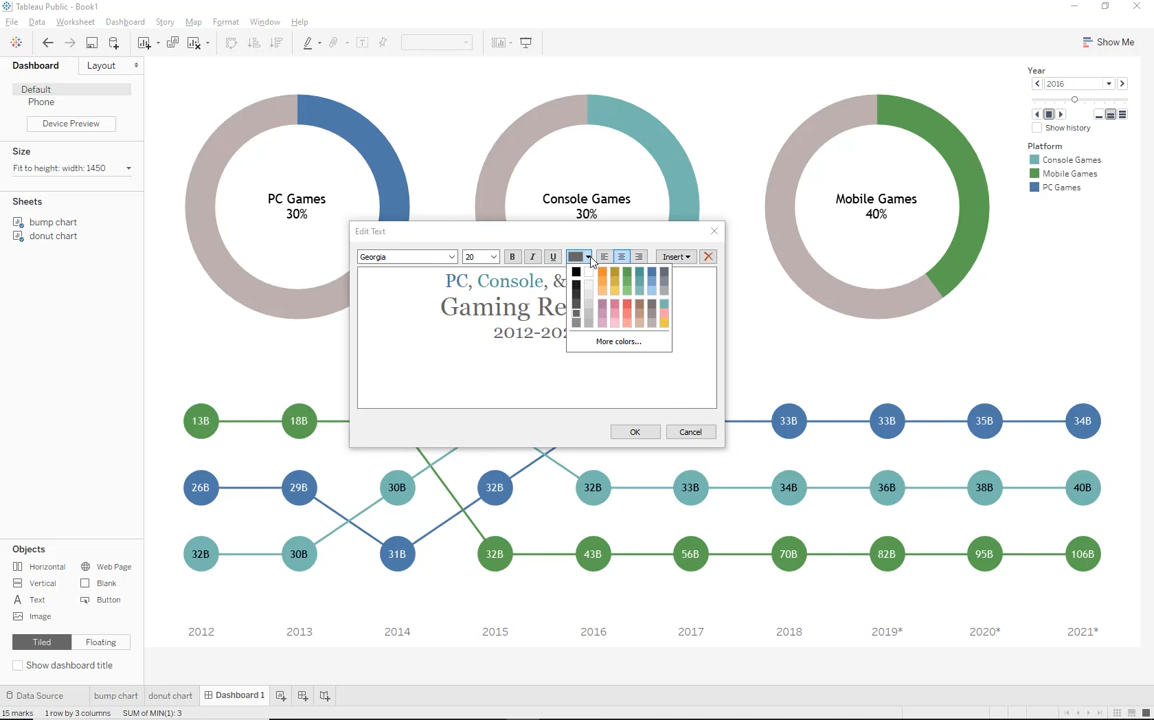 Tableau Public - Book1
File Data Worksheet Dashboard Story Map Format Window Help
Show Me
Dashboard Layout
Default
Phone
Device Preview
Size
Fit to height: width: 1450
Sheets
bump chart
donut chart
Objects
Horizontal Web Page
Vertical Blank
Text Button
Image
Tiled Floating
Show dashboard title
PC Games
30%
Console Games
30%
Mobile Games
40%
Year
2016
Show history
Platform
Console Games
Mobile Games
PC Games
Edit Text
Georgia 20 B I U Insert
PC, Console, &
Gaming Re
2012-202
More colors...
OK Cancel
13B 18B 33B 33B 35B 34B
26B 29B 30B 32B 32B 33B 34B 36B 38B 40B
32B 30B 31B 32B 43B 56B 70B 82B 95B 106B
2012 2013 2014 2015 2016 2017 2018 2019* 2020* 2021*
Data Source bump chart donut chart Dashboard 1
15 marks 1 row by 3 columns SUM of MIN(1): 3